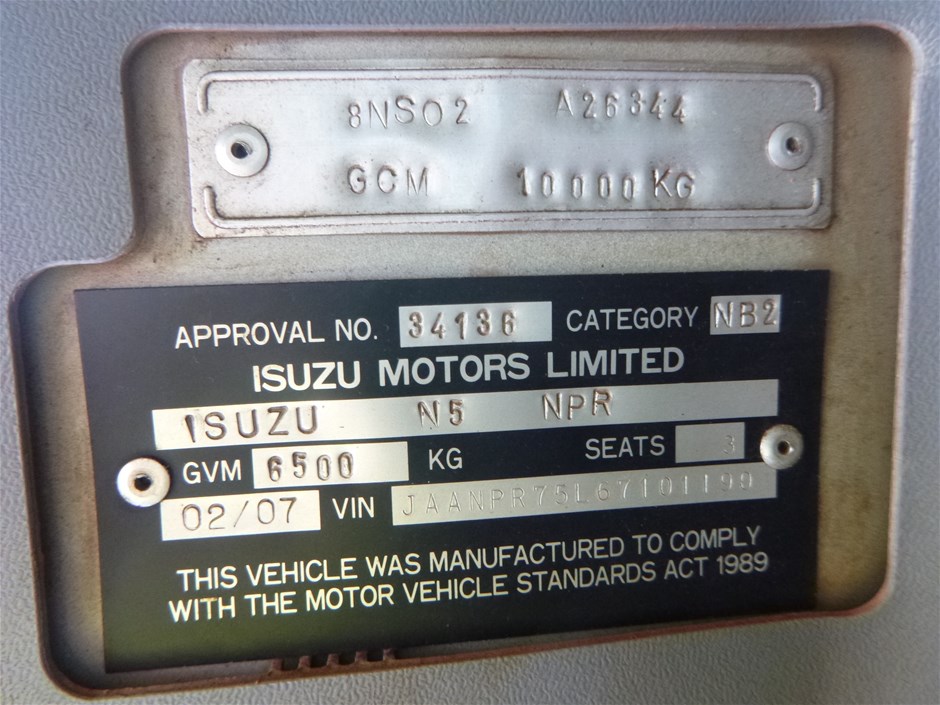 8NS02 A26344
GCM 10000KG
APPROVAL NO. 34136 CATEGORY NB2
ISUZU MOTORS LIMITED
ISUZU N5 NPR
GVM 6500 KG SEATS 3
02/07 VIN JAANPR75L67101199
THIS VEHICLE WAS MANUFACTURED TO COMPLY
WITH THE MOTOR VEHICLE STANDARDS ACT 1989